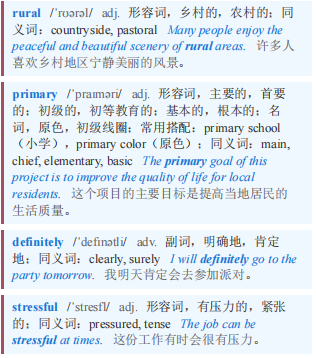 rural /ˈrʊərəl/ adj. 形容词，乡村的，农村的；同
义词：countryside, pastoral Many people enjoy the
peaceful and beautiful scenery of rural areas. 许多人
喜欢乡村地区宁静美丽的风景。
primary /ˈpraɪməri/ adj. 形容词，主要的，首要
的；初级的，初等教育的；基本的，根本的；名
词，原色，初级线圈；常用搭配：primary school
（小学），primary color（原色）；同义词：main,
chief, elementary, basic The primary goal of this
project is to improve the quality of life for local
residents. 这个项目的主要目标是提高当地居民的
生活质量。
definitely /ˈdefɪnətli/ adv. 副词，明确地，肯定
地；同义词：clearly, surely I will definitely go to the
party tomorrow. 我明天肯定会去参加派对。
stressful /ˈstresfl/ adj. 形容词，有压力的，紧张
的；同义词：pressured, tense The job can be
stressful at times. 这份工作有时会很有压力。